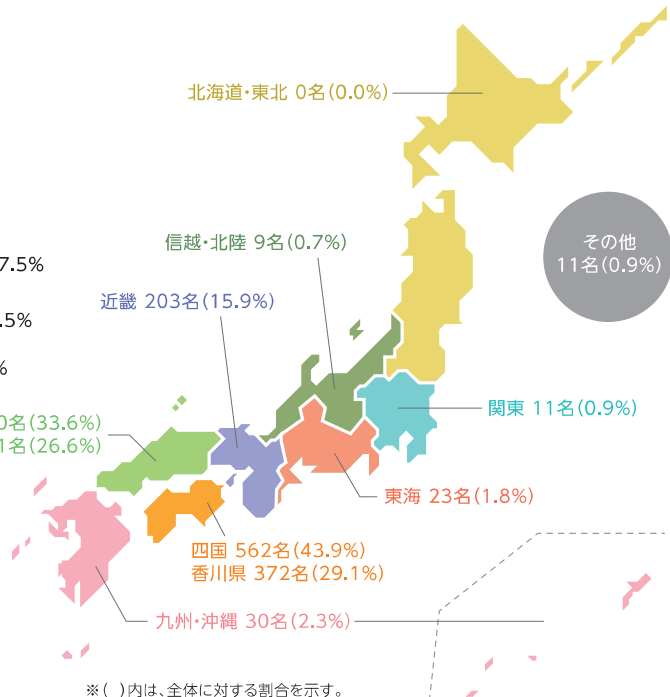 北海道・東北 0名(0.0%)
その他
11名(0.9%)
信越・北陸 9名(0.7%)
7.5%
近畿 203名(15.9%)
.5%
%
関東 11名(0.9%)
0名(33.6%)
1名(26.6%)
東海 23名(1.8%)
四国 562名(43.9%)
香川県 372名(29.1%)
九州・沖縄 30名(2.3%)
※( )内は、全体に対する割合を示す。